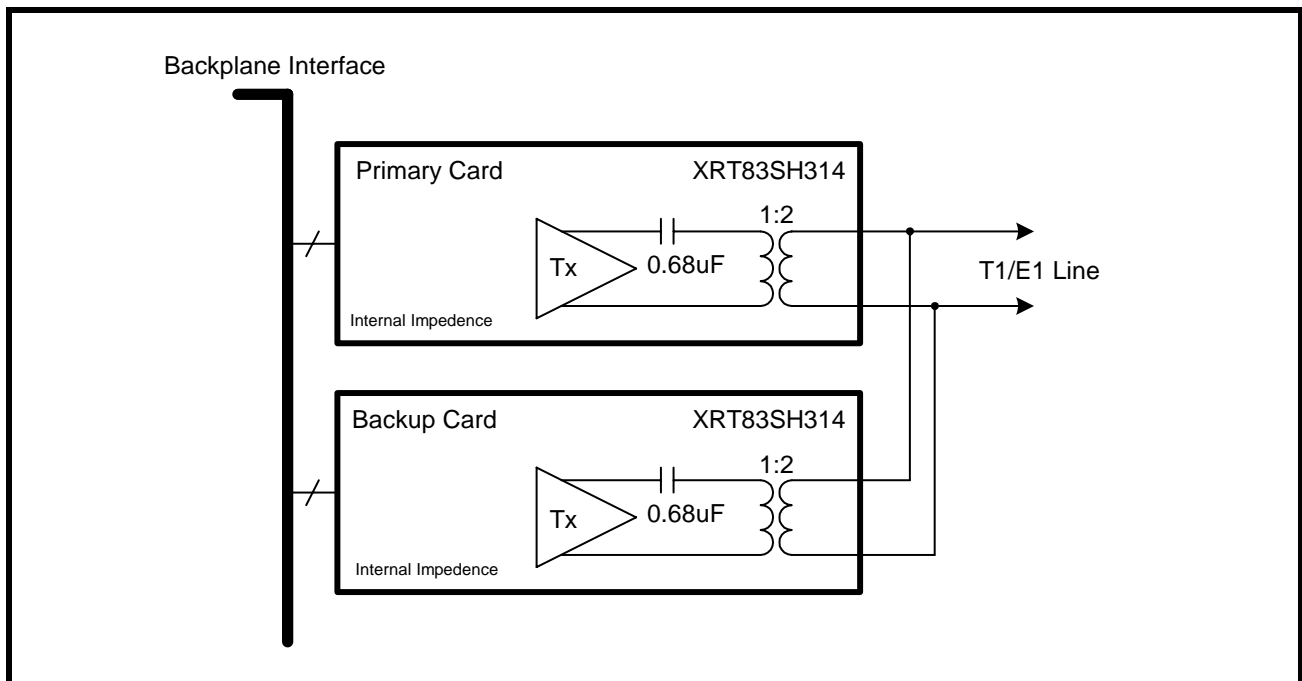 Backplane Interface
Primary Card
XRT83SH314
1:2
Tx
0.68uF
T1/E1 Line
Internal Impedence
Backup Card
XRT83SH314
1:2
Tx
0.68uF
Internal Impedence